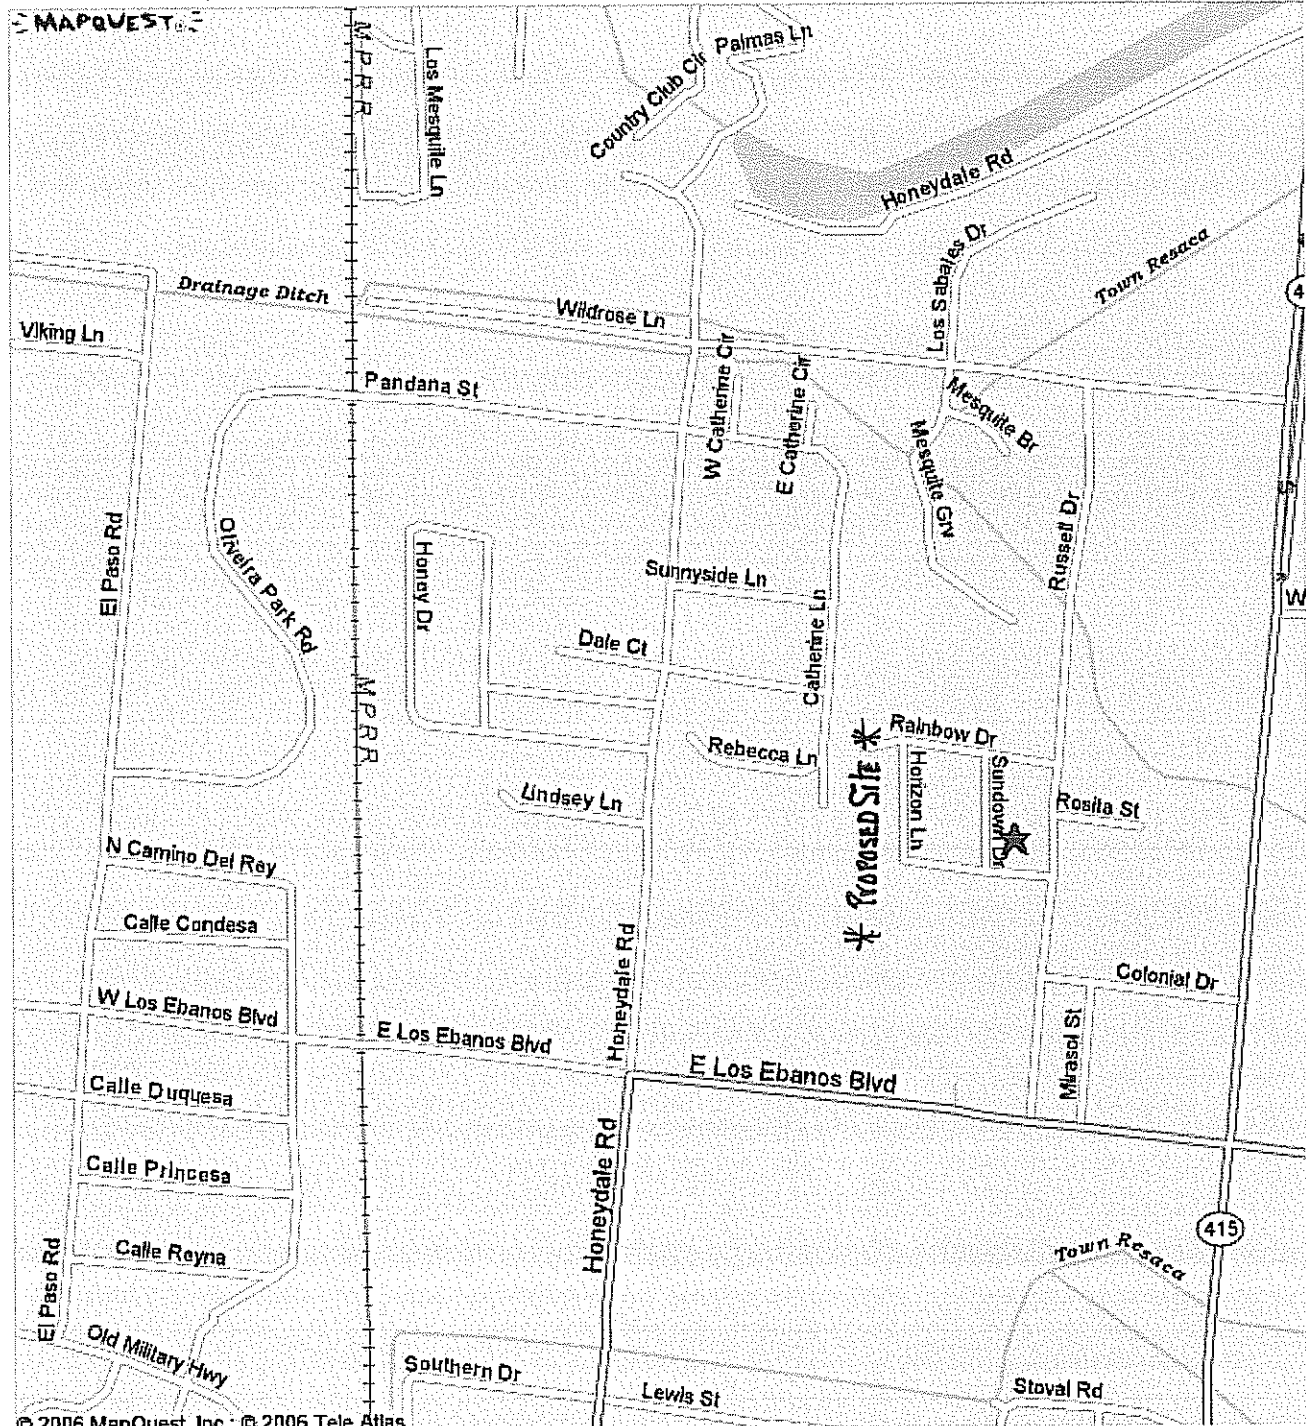 MAPQUEST
M P R R
Los Mesquite Ln
Palmas Ln
Country Club Cir
Honeydale Rd
Los Sabales Dr
Town Resaca
4
Drainage Ditch
Wildrose Ln
Viking Ln
Pandana St
W Catherine Cir
E Catherine Cir
Mesquite Br
Mesquite Grv
Russell Dr
El Paso Rd
Oliveira Park Rd
Honey Dr
Sunnyside Ln
W
Dale Ct
Catherine Ln
M P R R
Rebecca Ln
PROPOSED SITE
Rainbow Dr
Horizon Ln
Sundown Dr
Rosita St
Lindsey Ln
N Camino Del Rey
Calle Condesa
Honeydale Rd
Colonial Dr
W Los Ebanos Blvd
E Los Ebanos Blvd
Mirasol St
E Los Ebanos Blvd
Calle Duquesa
Calle Princesa
Honeydale Rd
415
Calle Reyna
Town Resaca
El Paso Rd
Old Military Hwy
Southern Dr
Lewis St
Stoval Rd
© 2006 MapQuest, Inc.; © 2006 Tele Atlas